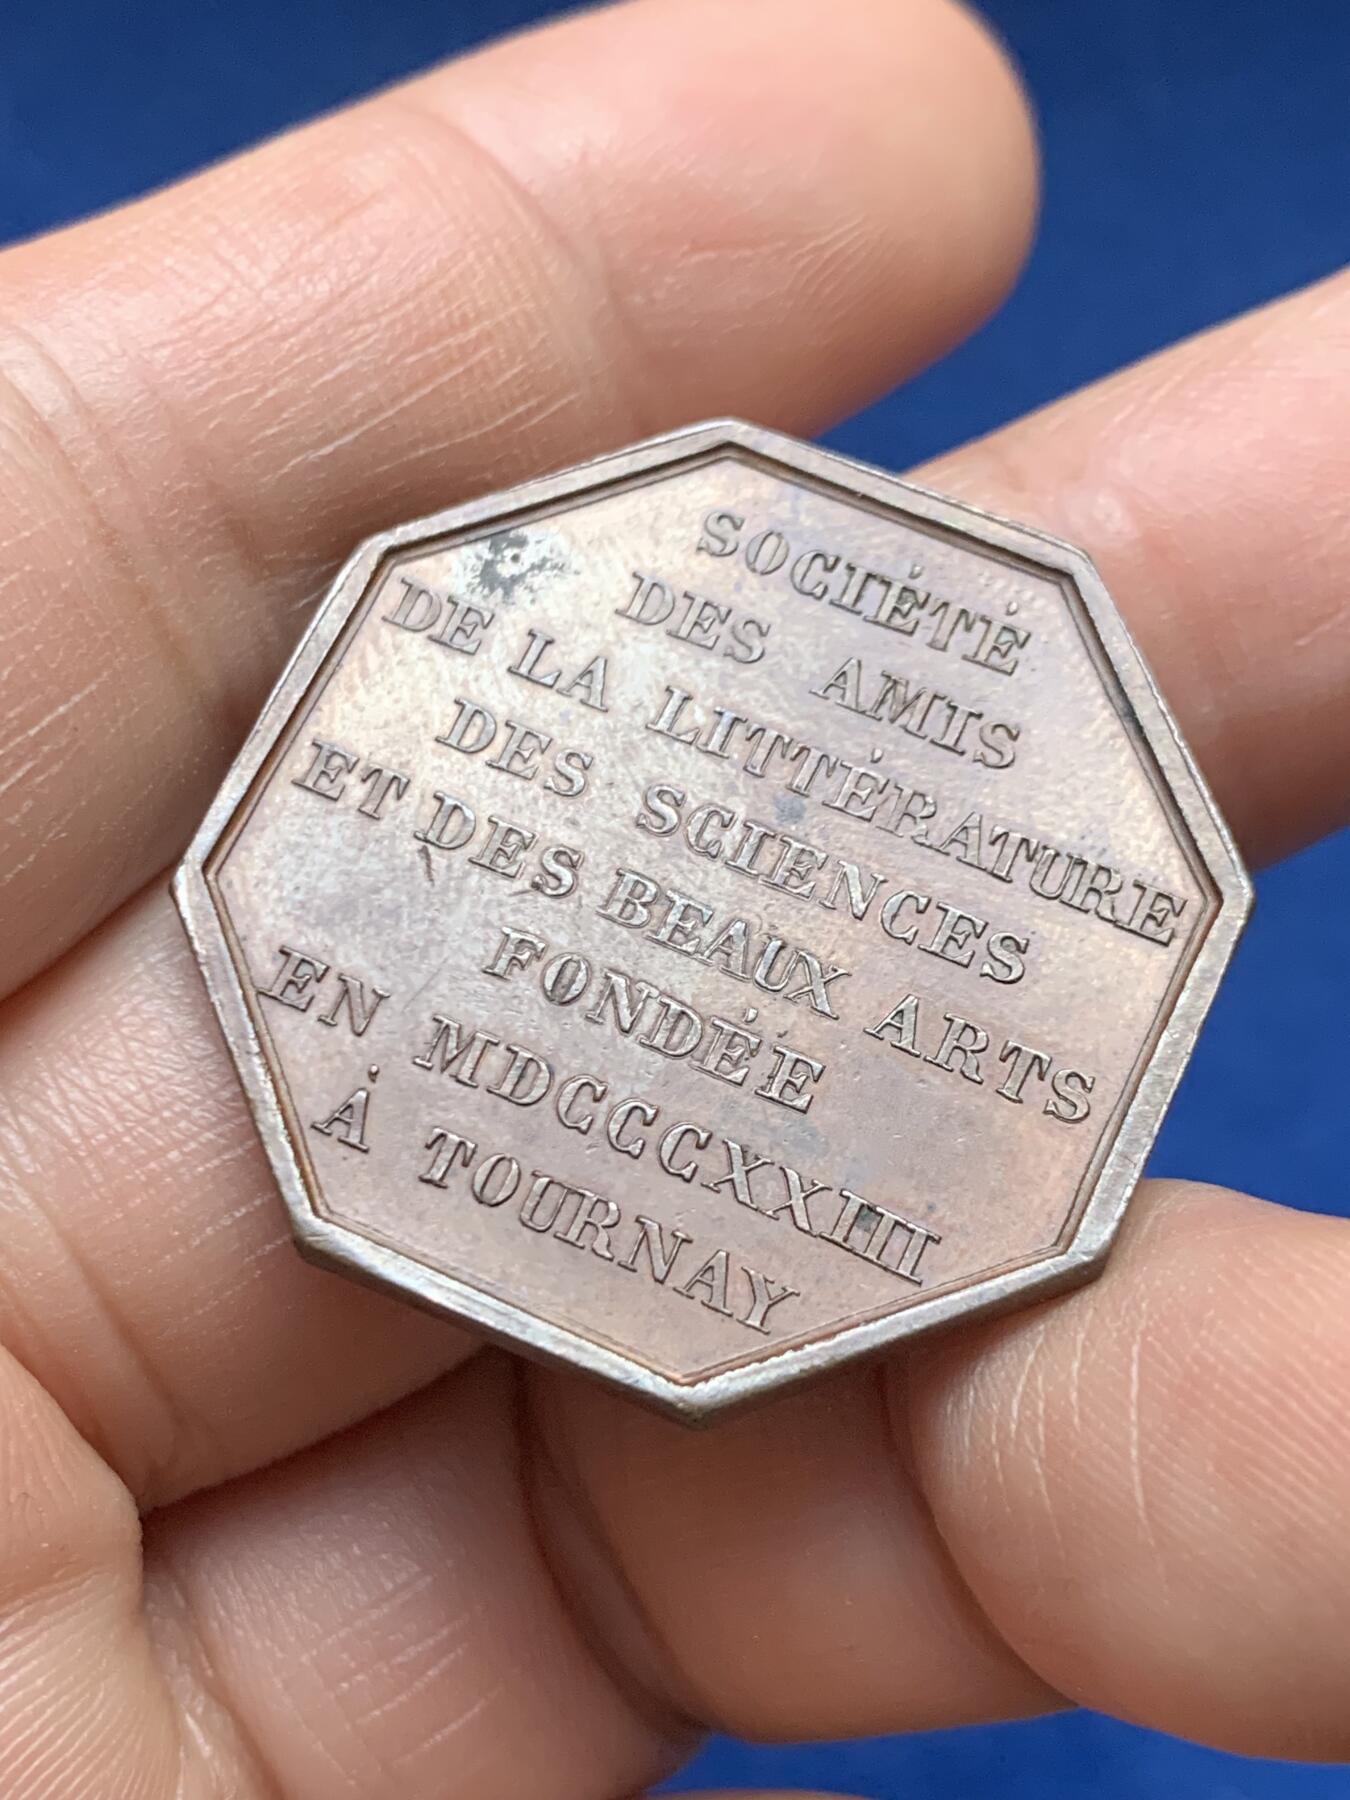 SOCIÉTÉ
DES AMIS
DE LA LITTÉRATURE
DES SCIENCES
ET DES BEAUX ARTS
FONDÉE
EN MDCCCXXIII
À TOURNAY